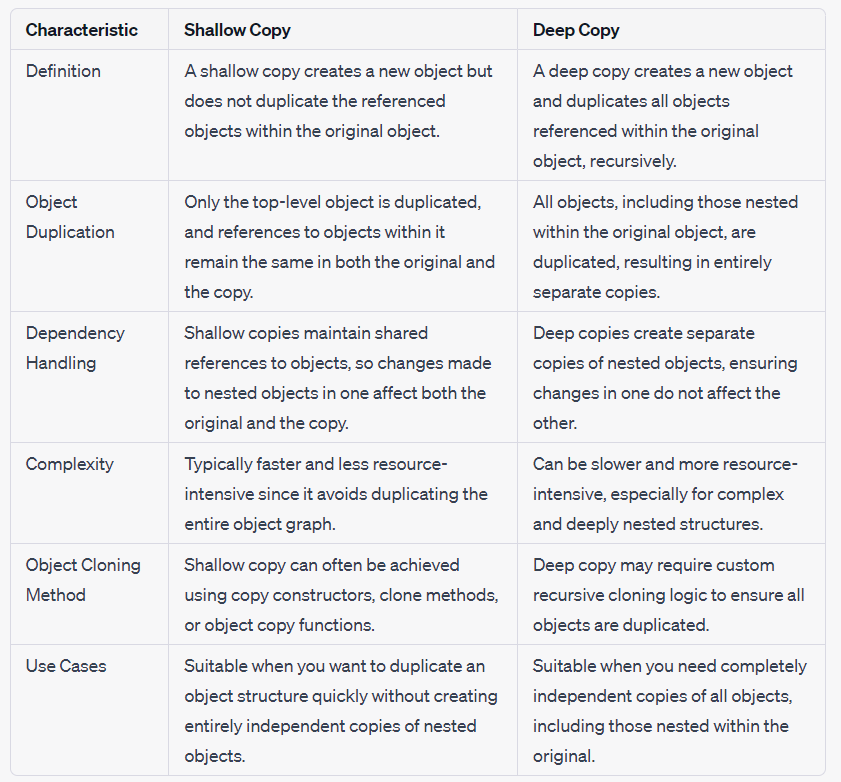 Characteristic
Shallow Copy
Deep Copy
Definition
A shallow copy creates a new object but
does not duplicate the referenced
objects within the original object.
A deep copy creates a new object
and duplicates all objects
referenced within the original
object, recursively.
Object
Duplication
Only the top-level object is duplicated,
and references to objects within it
remain the same in both the original and
the copy.
All objects, including those nested
within the original object, are
duplicated, resulting in entirely
separate copies.
Dependency
Handling
Shallow copies maintain shared
references to objects, so changes made
to nested objects in one affect both the
original and the copy.
Deep copies create separate
copies of nested objects, ensuring
changes in one do not affect the
other.
Complexity
Typically faster and less resource-
intensive since it avoids duplicating the
entire object graph.
Can be slower and more resource-
intensive, especially for complex
and deeply nested structures.
Object Cloning
Method
Shallow copy can often be achieved
using copy constructors, clone methods,
or object copy functions.
Deep copy may require custom
recursive cloning logic to ensure all
objects are duplicated.
Use Cases
Suitable when you want to duplicate an
object structure quickly without creating
entirely independent copies of nested
objects.
Suitable when you need completely
independent copies of all objects,
including those nested within the
original.